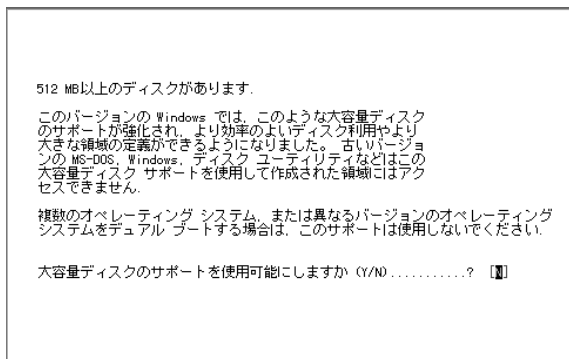 512 MB以上のディスクがあります.
このバージョンの Windows では, このような大容量ディスク
のサポートが強化され, より効率のよいディスク利用やより
大きな領域の定義ができるようになりました。 古いバージョ
ンの MS-DOS, Windows, ディスク ユーティリティなどはこの
大容量ディスク サポートを使用して作成された領域にはアク
セスできません.
複数のオペレーティング システム, または異なるバージョンのオペレーティング
システムをデュアル ブートする場合は, このサポートは使用しないでください.
大容量ディスクのサポートを使用可能にしますか (Y/N)...........? [N]